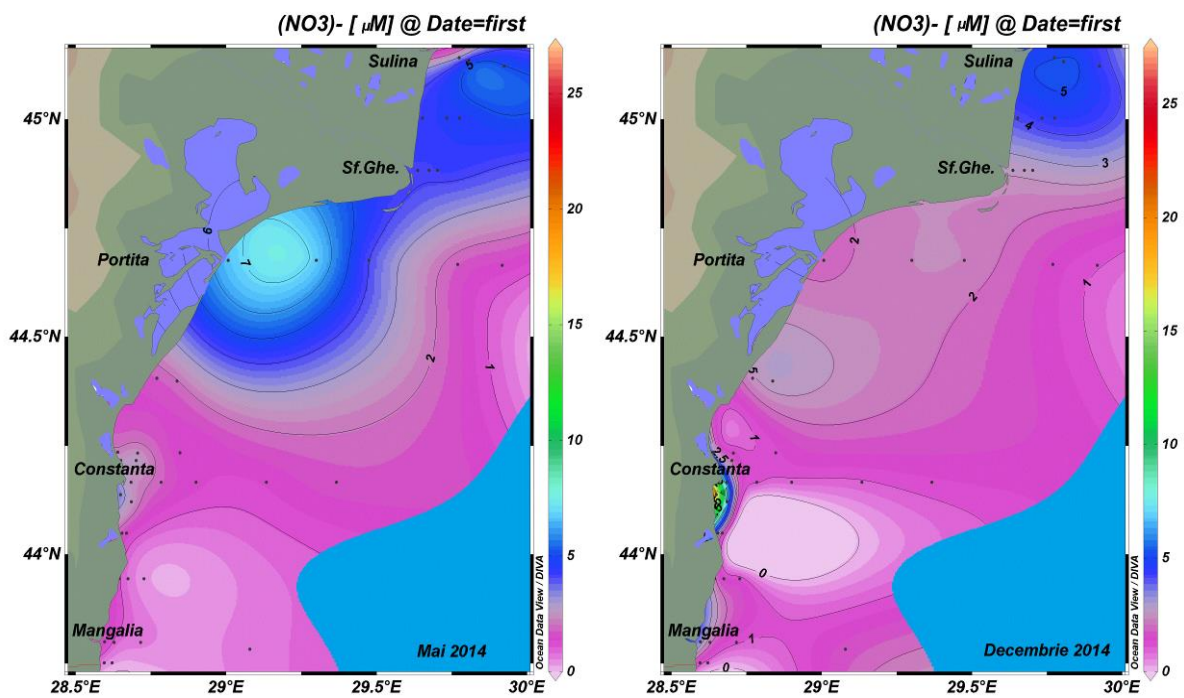 (NO3)- [ μM] @ Date=first
Sulina
5
45°N
Sf.Ghe.
6
Portita
7
44.5°N
2
1
Constanta
44°N
Mangalia
Mai 2014
28.5°E 29°E 29.5°E 30°E
25
20
15
10
5
0
Ocean Data View / DIVA
(NO3)- [ μM] @ Date=first
Sulina
5
45°N
4
3
Sf.Ghe.
2
Portita
2
1
44.5°N
1
2.5
Constanta
44°N
0
Mangalia
1
0
Decembrie 2014
28.5°E 29°E 29.5°E 30°E
25
20
15
10
5
0
Ocean Data View / DIVA